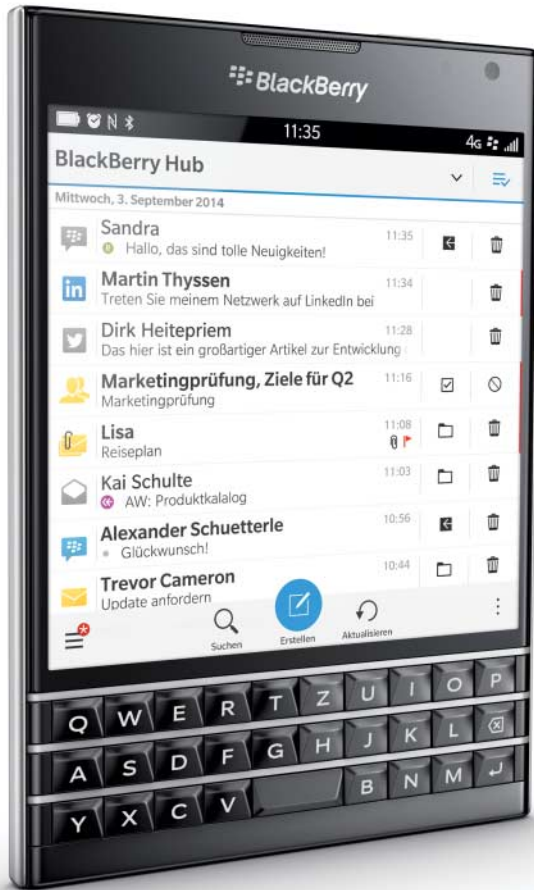 BlackBerry
11:35
4G
BlackBerry Hub
Mittwoch, 3. September 2014
Sandra 11:35
Hallo, das sind tolle Neuigkeiten!
Martin Thyssen 11:34
Treten Sie meinem Netzwerk auf LinkedIn bei
Dirk Heitepriem 11:28
Das hier ist ein großartiger Artikel zur Entwicklung
Marketingprüfung, Ziele für Q2 11:16
Marketingprüfung
Lisa 11:08
Reiseplan
Kai Schulte 11:03
AW: Produktkalalog
Alexander Schuetterle 10:56
Glückwunsch!
Trevor Cameron 10:44
Update anfordern
Suchen Erstellen Aktualisieren
Q W E R T Z U I O P
A S D F G H J K L
Y X C V B N M